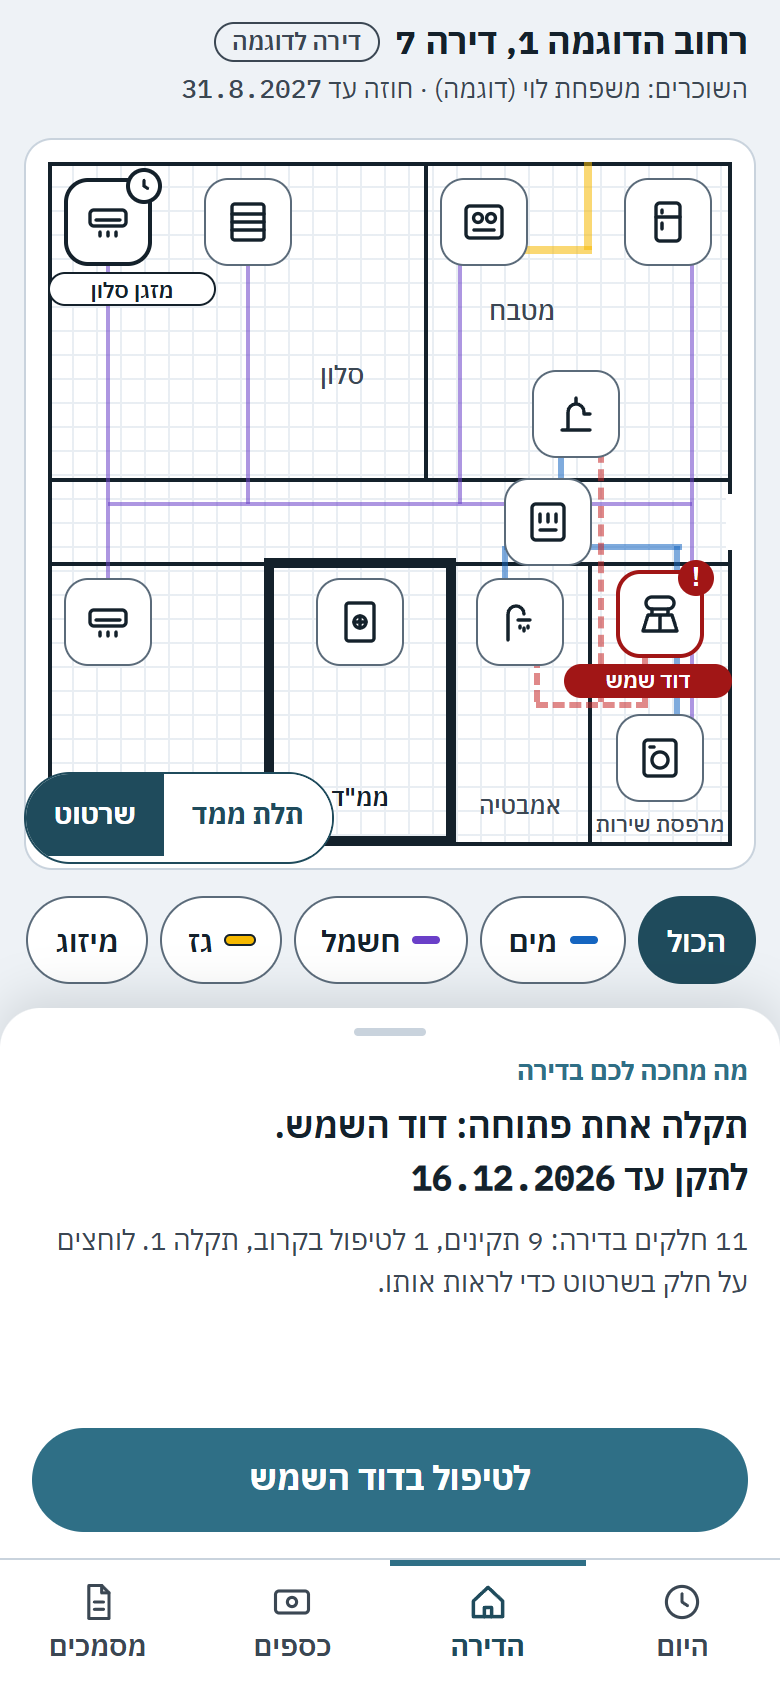 רחוב הדוגמה 1, דירה 7
דירה לדוגמה
השוכרים: משפחת לוי (דוגמה) · חוזה עד 31.8.2027
מזגן סלון
מטבח
סלון
!
דוד שמש
ממ"ד
אמבטיה
מרפסת שירות
תלת ממד
שרטוט
הכול
מים
חשמל
גז
מיזוג
מה מחכה לכם בדירה
תקלה אחת פתוחה: דוד השמש.
לתקן עד 16.12.2026
11 חלקים בדירה: 9 תקינים, 1 לטיפול בקרוב, תקלה 1. לוחצים
על חלק בשרטוט כדי לראות אותו.
לטיפול בדוד השמש
היום
הדירה
כספים
מסמכים